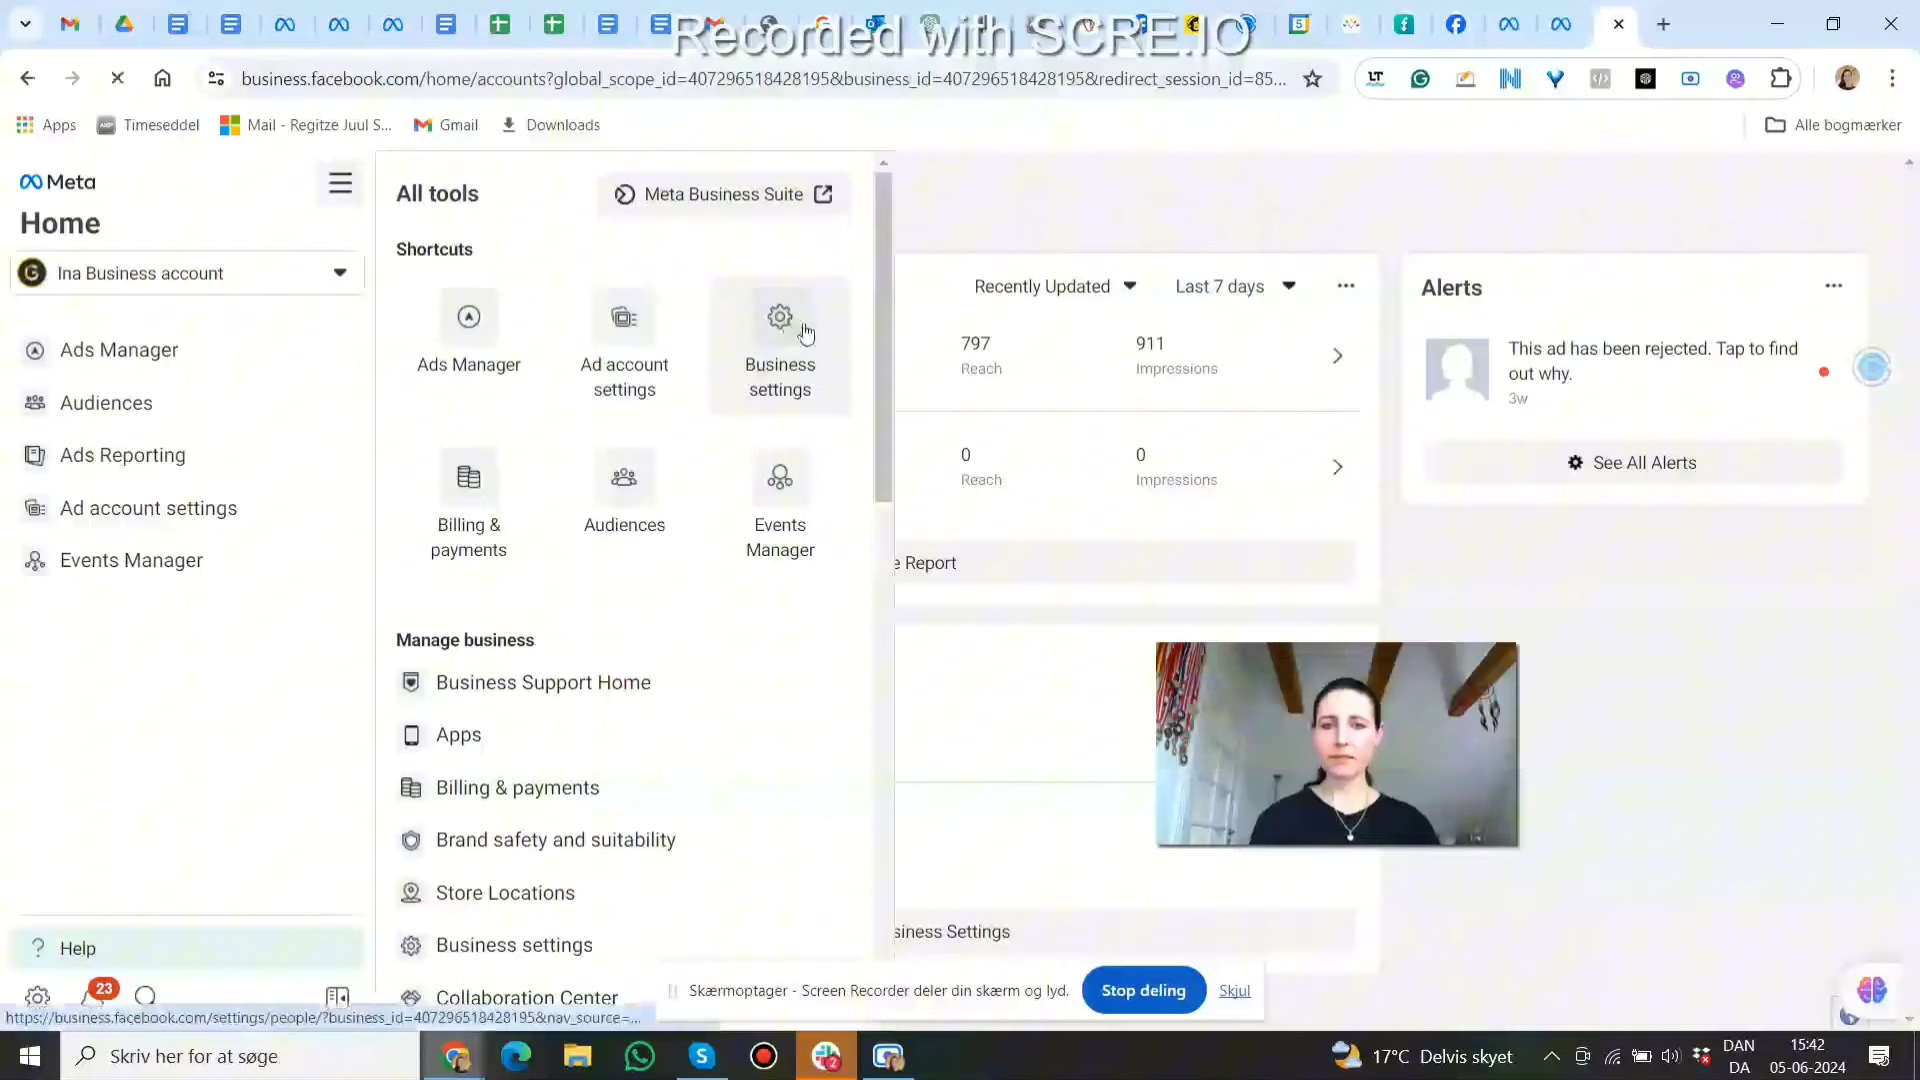 Recorded with SCRE.IO
business.facebook.com/home/accounts?global_scope_id=407296518428195&business_id=407296518428195&redirect_session_id=85...
Apps
Timeseddel
Mail - Regitze Juul S...
Gmail
Downloads
Alle bogmærker
Meta
Home
Ina Business account
Ads Manager
Audiences
Ads Reporting
Ad account settings
Events Manager
Help
23
All tools
Meta Business Suite
Shortcuts
Ads Manager
Ad account
settings
Business
settings
Billing &
payments
Audiences
Events
Manager
Manage business
Business Support Home
Apps
Billing & payments
Brand safety and suitability
Store Locations
Business settings
Collaboration Center
Recently Updated
Last 7 days
797
Reach
911
Impressions
0
Reach
0
Impressions
e Report
siness Settings
Alerts
This ad has been rejected. Tap to find
out why.
3w
See All Alerts
Skærmoptager - Screen Recorder deler din skærm og lyd.
Stop deling
Skjul
https://business.facebook.com/settings/people/?business_id=407296518428195&nav_source=...
Skriv her for at søge
17°C Delvis skyet
DAN
DA
15:42
05-06-2024